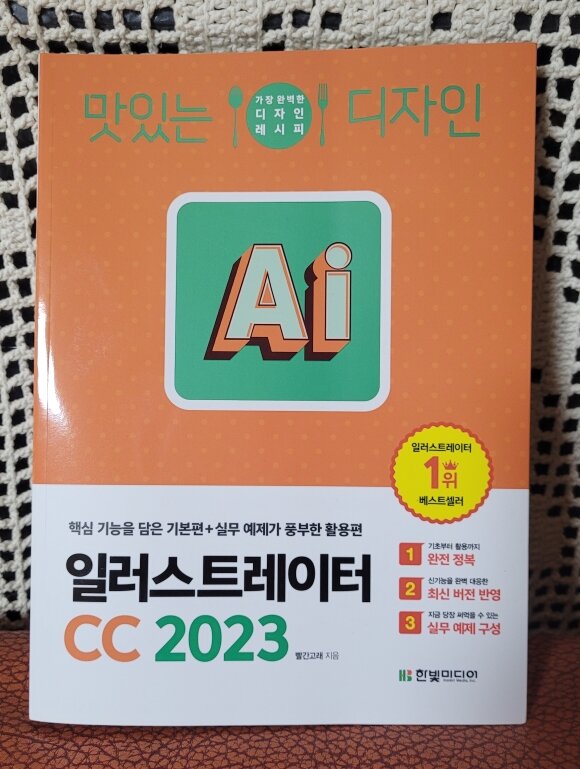 맛있는
가장 완벽한
디자인
레시피
디자인
Ai
일러스트레이터
1위
베스트셀러
핵심 기능을 담은 기본편+실무 예제가 풍부한 활용편
일러스트레이터
CC 2023
빨간고래 지음
1 기초부터 활용까지
완전 정복
2 신기능을 완벽 대응한
최신 버전 반영
3 지금 당장 써먹을 수 있는
실무 예제 구성
HB 한빛미디어
Hanbit Media, Inc.